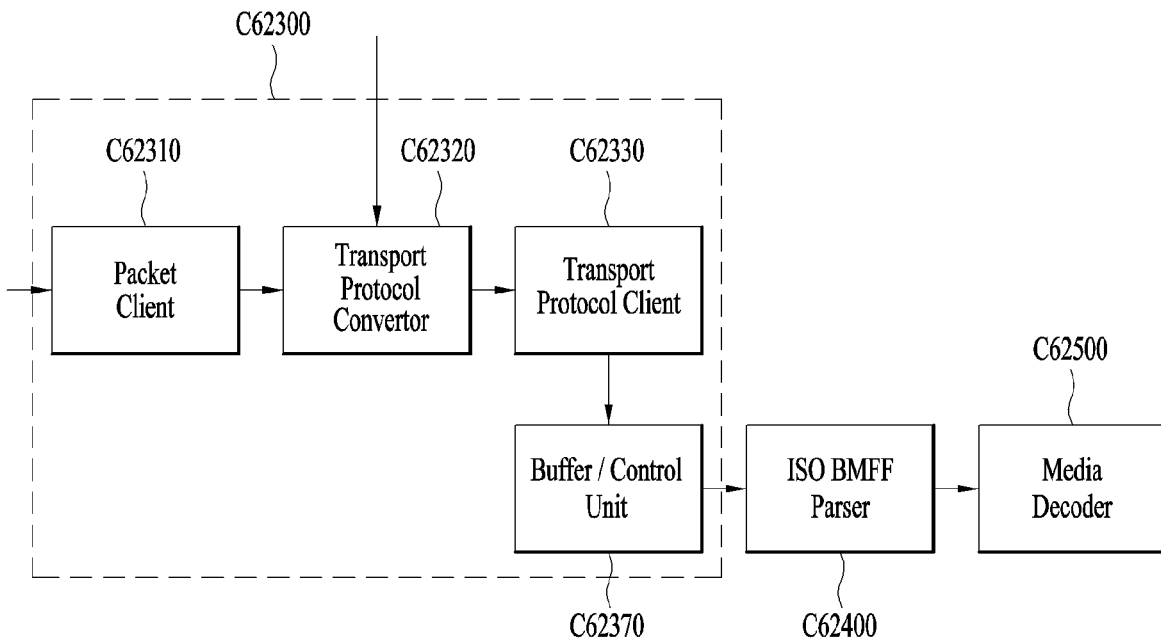 C62300
C62310
C62320
C62330
Packet
Client
Transport
Protocol
Convertor
Transport
Protocol Client
C62500
Buffer / Control
Unit
ISO BMFF
Parser
Media
Decoder
C62370
C62400